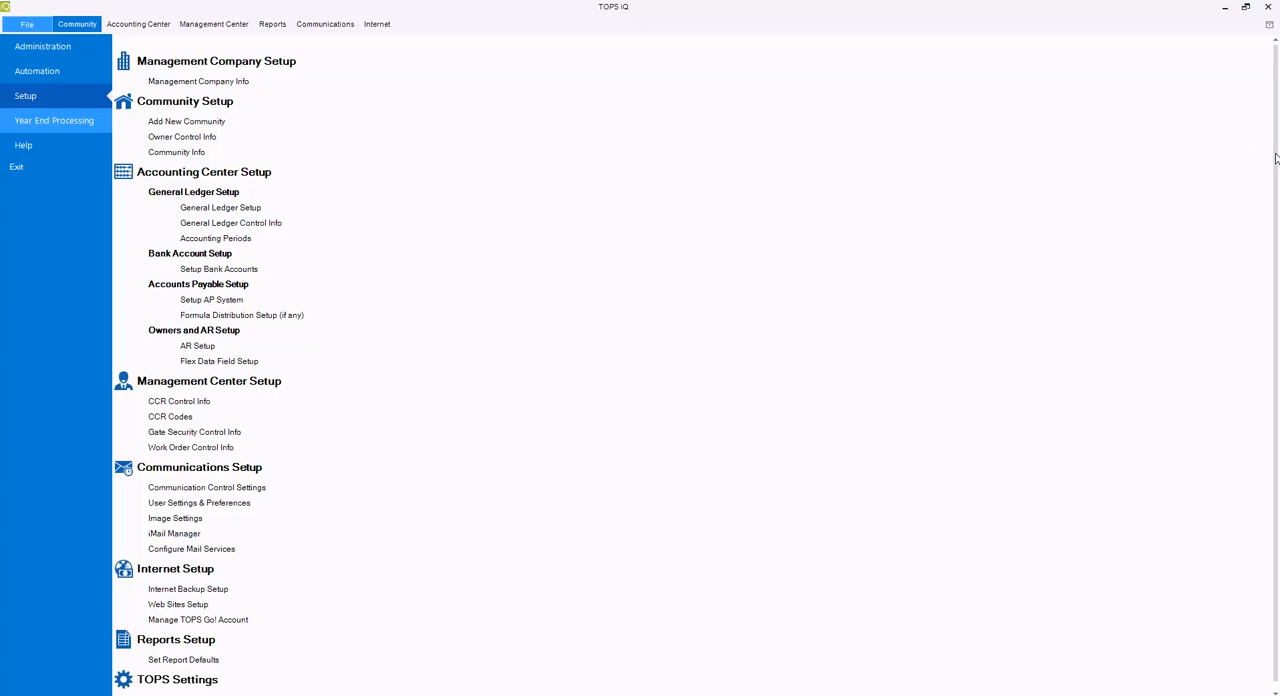 TOPS iQ
File Community Accounting Center Management Center Reports Communications Internet
Administration
Automation
Setup
Year End Processing
Help
Exit
Management Company Setup
Management Company Info
Community Setup
Add New Community
Owner Control Info
Community Info
Accounting Center Setup
General Ledger Setup
General Ledger Setup
General Ledger Control Info
Accounting Periods
Bank Account Setup
Setup Bank Accounts
Accounts Payable Setup
Setup AP System
Formula Distribution Setup (if any)
Owners and AR Setup
AR Setup
Flex Data Field Setup
Management Center Setup
CCR Control Info
CCR Codes
Gate Security Control Info
Work Order Control Info
Communications Setup
Communication Control Settings
User Settings & Preferences
Image Settings
iMail Manager
Configure Mail Services
Internet Setup
Internet Backup Setup
Web Sites Setup
Manage TOPS Go! Account
Reports Setup
Set Report Defaults
TOPS Settings